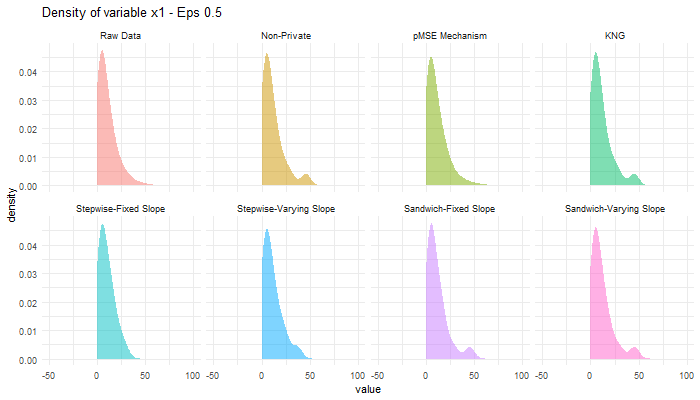 Density of variable x1 - Eps 0.5
Raw Data Non-Private pMSE Mechanism KNG
0.04
0.03
0.02
0.01
0.00
density
Stepwise-Fixed Slope Stepwise-Varying Slope Sandwich-Fixed Slope Sandwich-Varying Slope
0.04
0.03
0.02
0.01
0.00
-50 0 50 100 -50 0 50 100 -50 0 50 100 -50 0 50 100
value